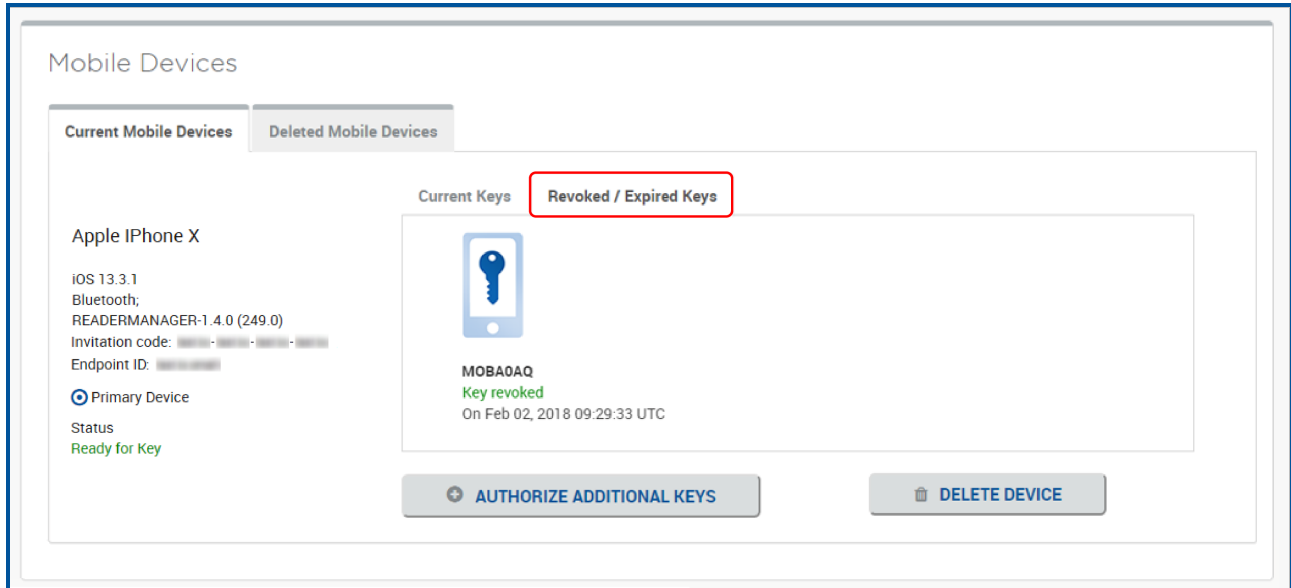 Mobile Devices
Current Mobile Devices
Deleted Mobile Devices
Current Keys
Revoked / Expired Keys
Apple IPhone X
iOS 13.3.1
Bluetooth;
READERMANAGER-1.4.0 (249.0)
Invitation code:
Endpoint ID:
Primary Device
Status
Ready for Key
MOBA0AQ
Key revoked
On Feb 02, 2018 09:29:33 UTC
AUTHORIZE ADDITIONAL KEYS
DELETE DEVICE